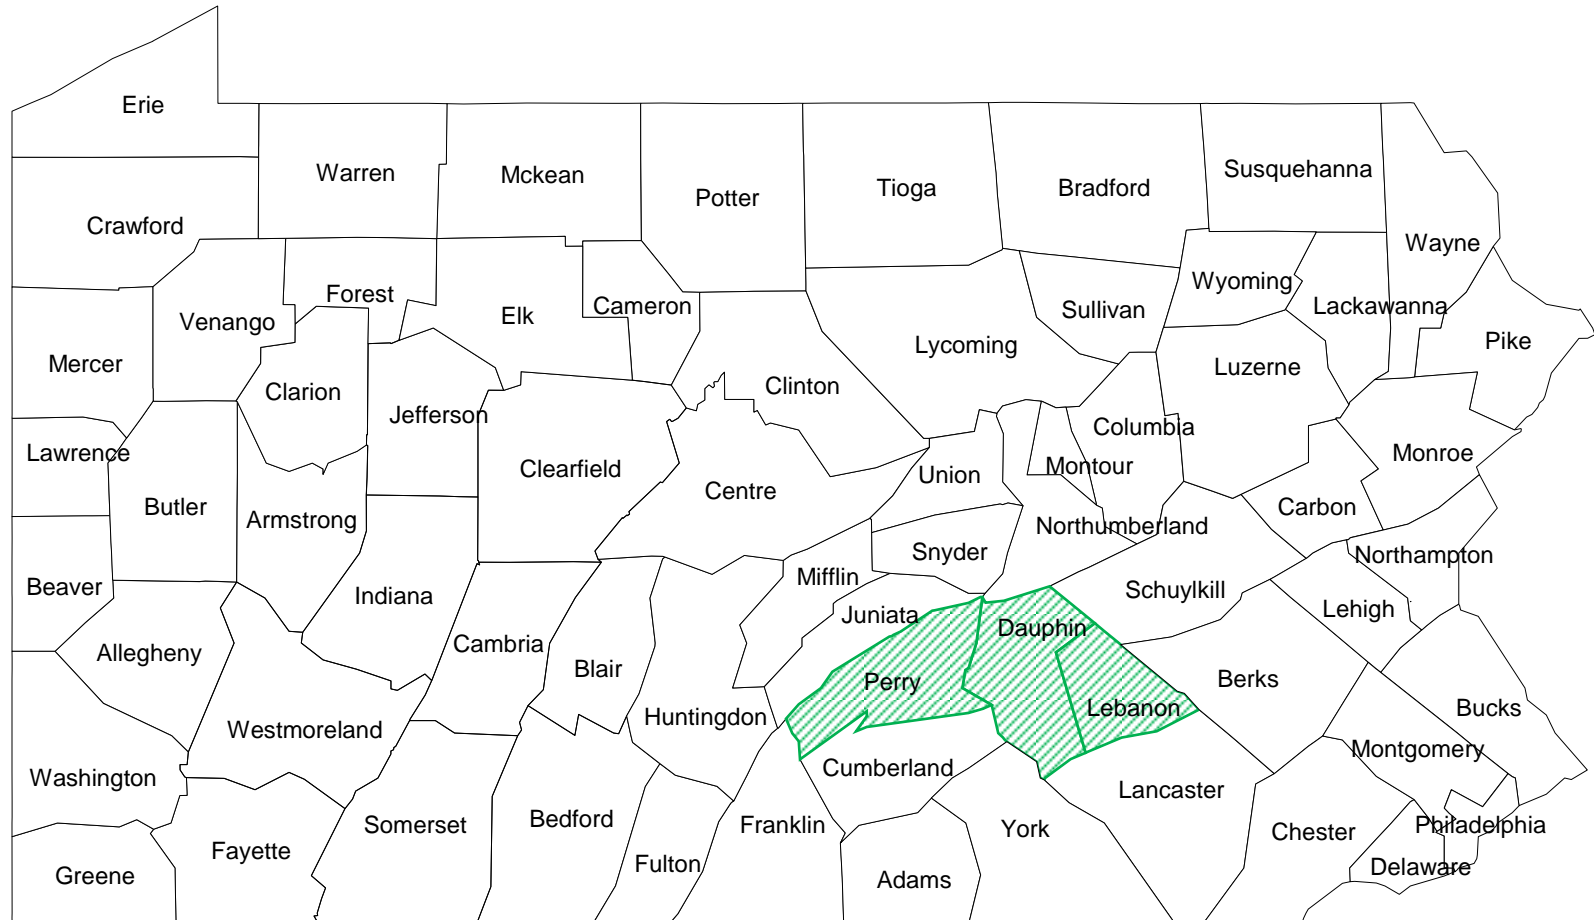 Erie
Warren
Mckean
Potter
Tioga
Bradford
Susquehanna
Crawford
Wayne
Forest
Elk
Cameron
Wyoming
Sullivan
Lackawanna
Venango
Mercer
Lycoming
Pike
Luzerne
Clarion
Clinton
Jefferson
Columbia
Lawrence
Clearfield
Centre
Union
Montour
Monroe
Butler
Armstrong
Northumberland
Carbon
Snyder
Northampton
Beaver
Indiana
Mifflin
Juniata
Schuylkill
Lehigh
Dauphin
Allegheny
Cambria
Blair
Perry
Berks
Lebanon
Bucks
Westmoreland
Huntingdon
Montgomery
Washington
Cumberland
Lancaster
Somerset
Bedford
Franklin
York
Chester
Philadelphia
Greene
Fayette
Fulton
Adams
Delaware